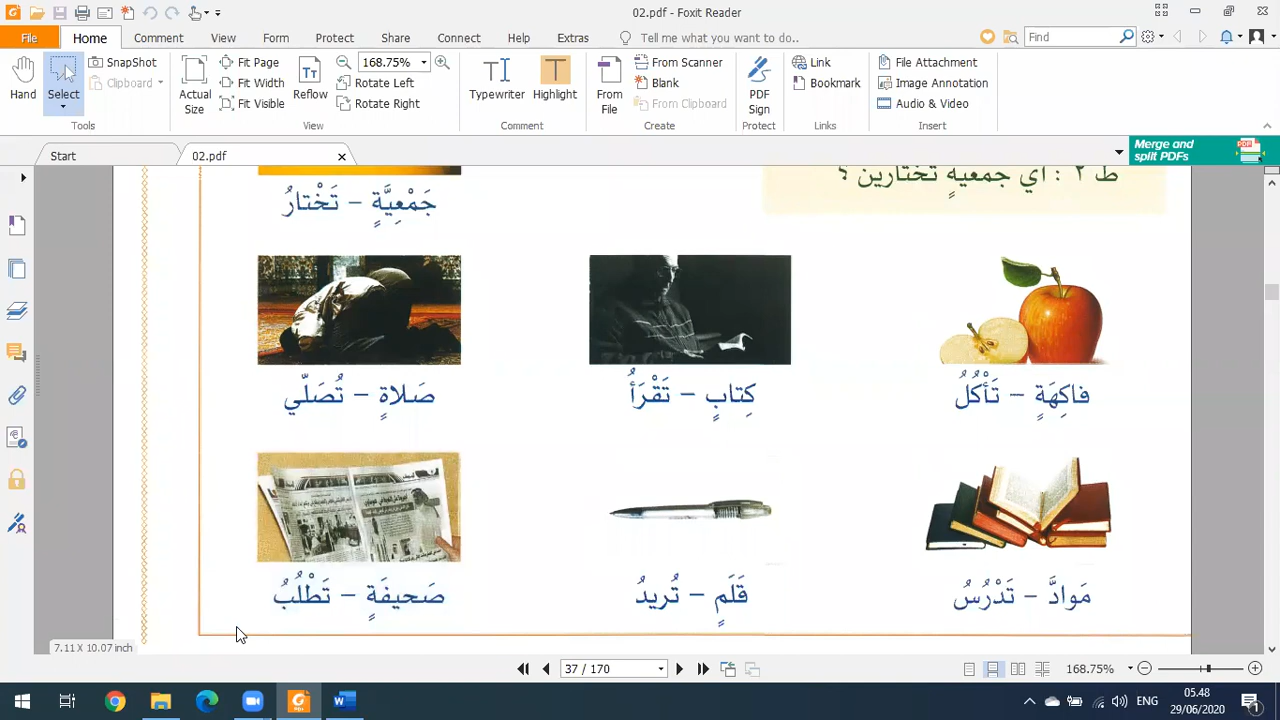 02.pdf - Foxit Reader
File Home Comment View Form Protect Share Connect Help Extras Tell me what you want to do.. Find
Hand
Select
SnapShot
Clipboard
Tools
Actual Size
Fit Page
Fit Width
Fit Visible
Reflow
168.75%
Rotate Left
Rotate Right
View
Typewriter
Highlight
Comment
From File
From Scanner
Blank
From Clipboard
Create
PDF Sign
Protect
Link
Bookmark
Links
File Attachment
Image Annotation
Audio & Video
Insert
Start 02.pdf
Merge and split PDFs
PDF
ط ٢ : أي جمعيةٍ تختارين ؟
جَمْعِيَّةٍ – تَخْتارُ
فاكِهَةٍ – تَأْكُلُ
كِتابٍ – تَقْرَأُ
صَلاةٍ – تُصَلّي
مَوادَّ – تَدْرُسُ
قَلَمٍ – تُريدُ
صَحيفَةٍ – تَطْلُبُ
7.11 X 10.07 inch
37 / 170
168.75%
ENG
05.48
29/06/2020